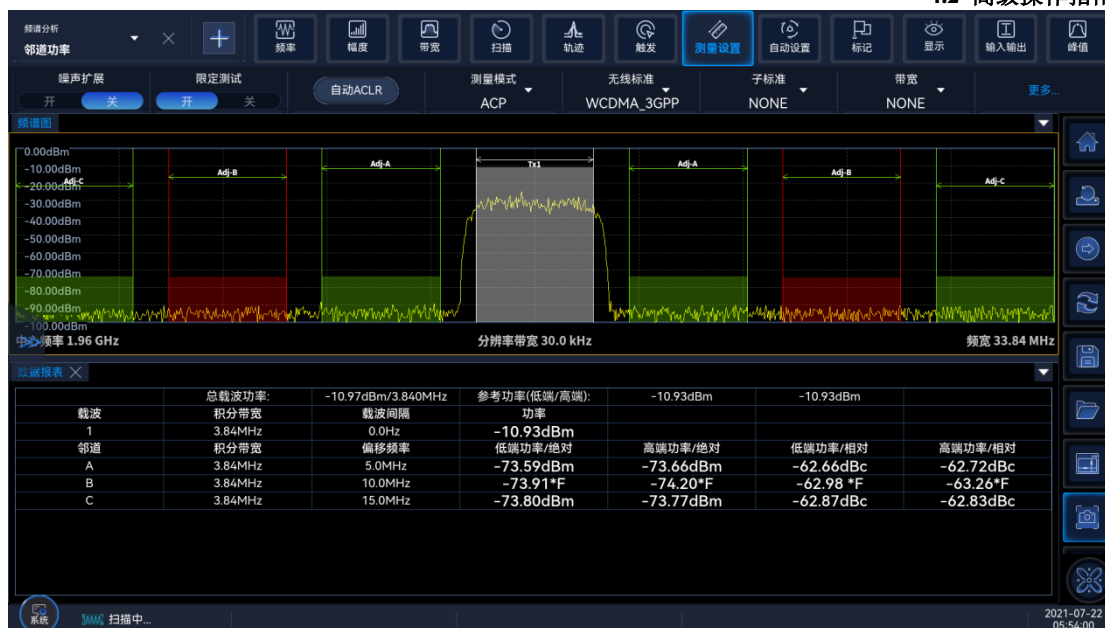 频谱分析
邻道功率
频率
幅度
带宽
扫描
轨迹
触发
测量设置
自动设置
标记
显示
输入输出
峰值
噪声扩展
开 关
限定测试
开 关
自动ACLR
测量模式
ACP
无线标准
WCDMA_3GPP
子标准
NONE
带宽
NONE
更多...
频谱图
0.00dBm
-10.00dBm
-20.00dBm
-30.00dBm
-40.00dBm
-50.00dBm
-60.00dBm
-70.00dBm
-80.00dBm
-90.00dBm
-100.00dBm
Adj-C
Adj-B
Adj-A
Tx1
Adj-A
Adj-B
Adj-C
中心频率 1.96 GHz 分辨率带宽 30.0 kHz 频宽 33.84 MHz
数据报表
总载波功率: -10.97dBm/3.840MHz 参考功率(低端/高端): -10.93dBm -10.93dBm
载波 积分带宽 载波间隔 功率
1 3.84MHz 0.0Hz -10.93dBm
邻道 积分带宽 偏移频率 低端功率/绝对 高端功率/绝对 低端功率/相对 高端功率/相对
A 3.84MHz 5.0MHz -73.59dBm -73.66dBm -62.66dBc -62.72dBc
B 3.84MHz 10.0MHz -73.91*F -74.20*F -62.98 *F -63.26*F
C 3.84MHz 15.0MHz -73.80dBm -73.77dBm -62.87dBc -62.83dBc
系统
扫描中...
2021-07-22
05:54:00